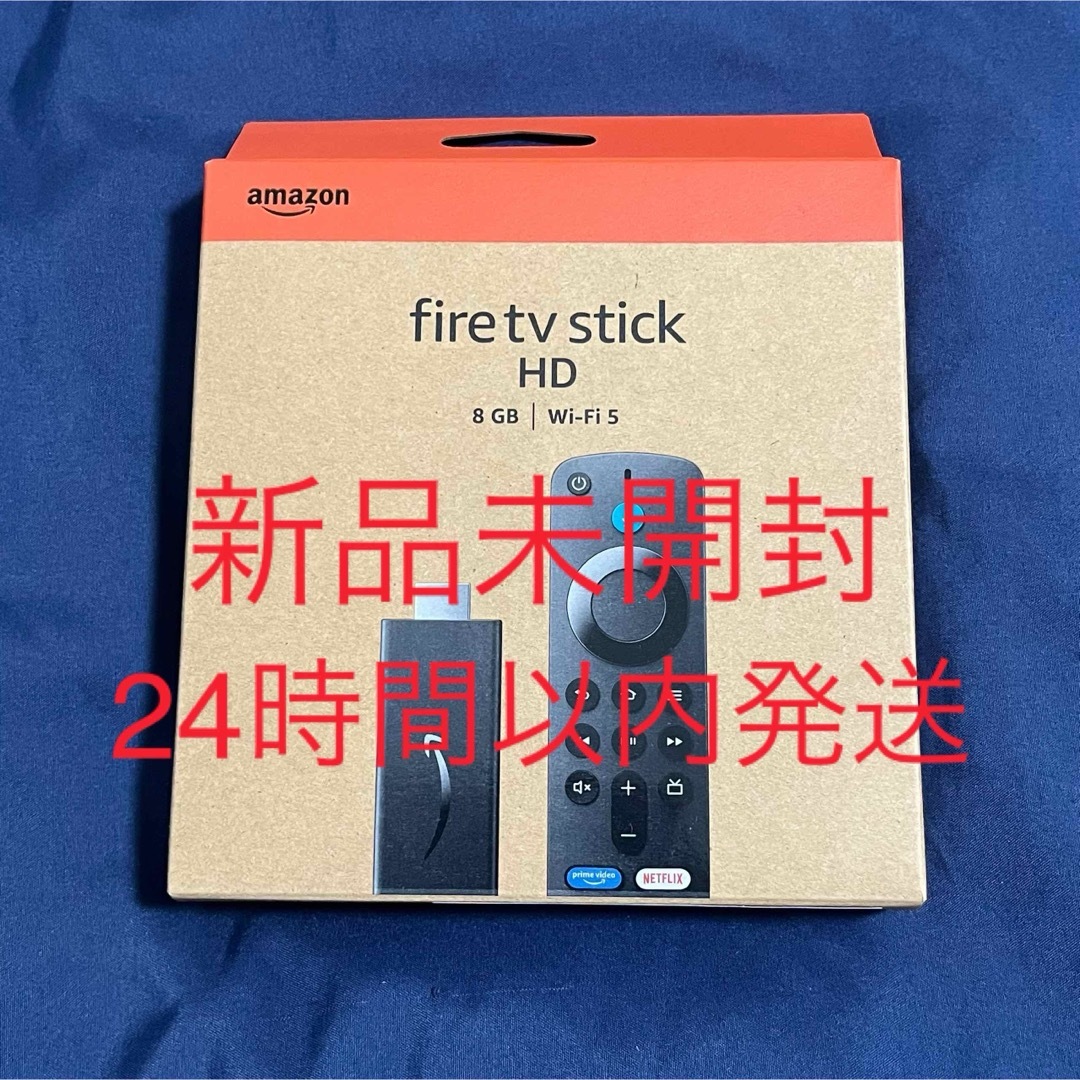 amazon
fire tv stick
HD
8 GB | Wi-Fi 5
新品未開封
24時間以内発送
prime video
NETFLIX